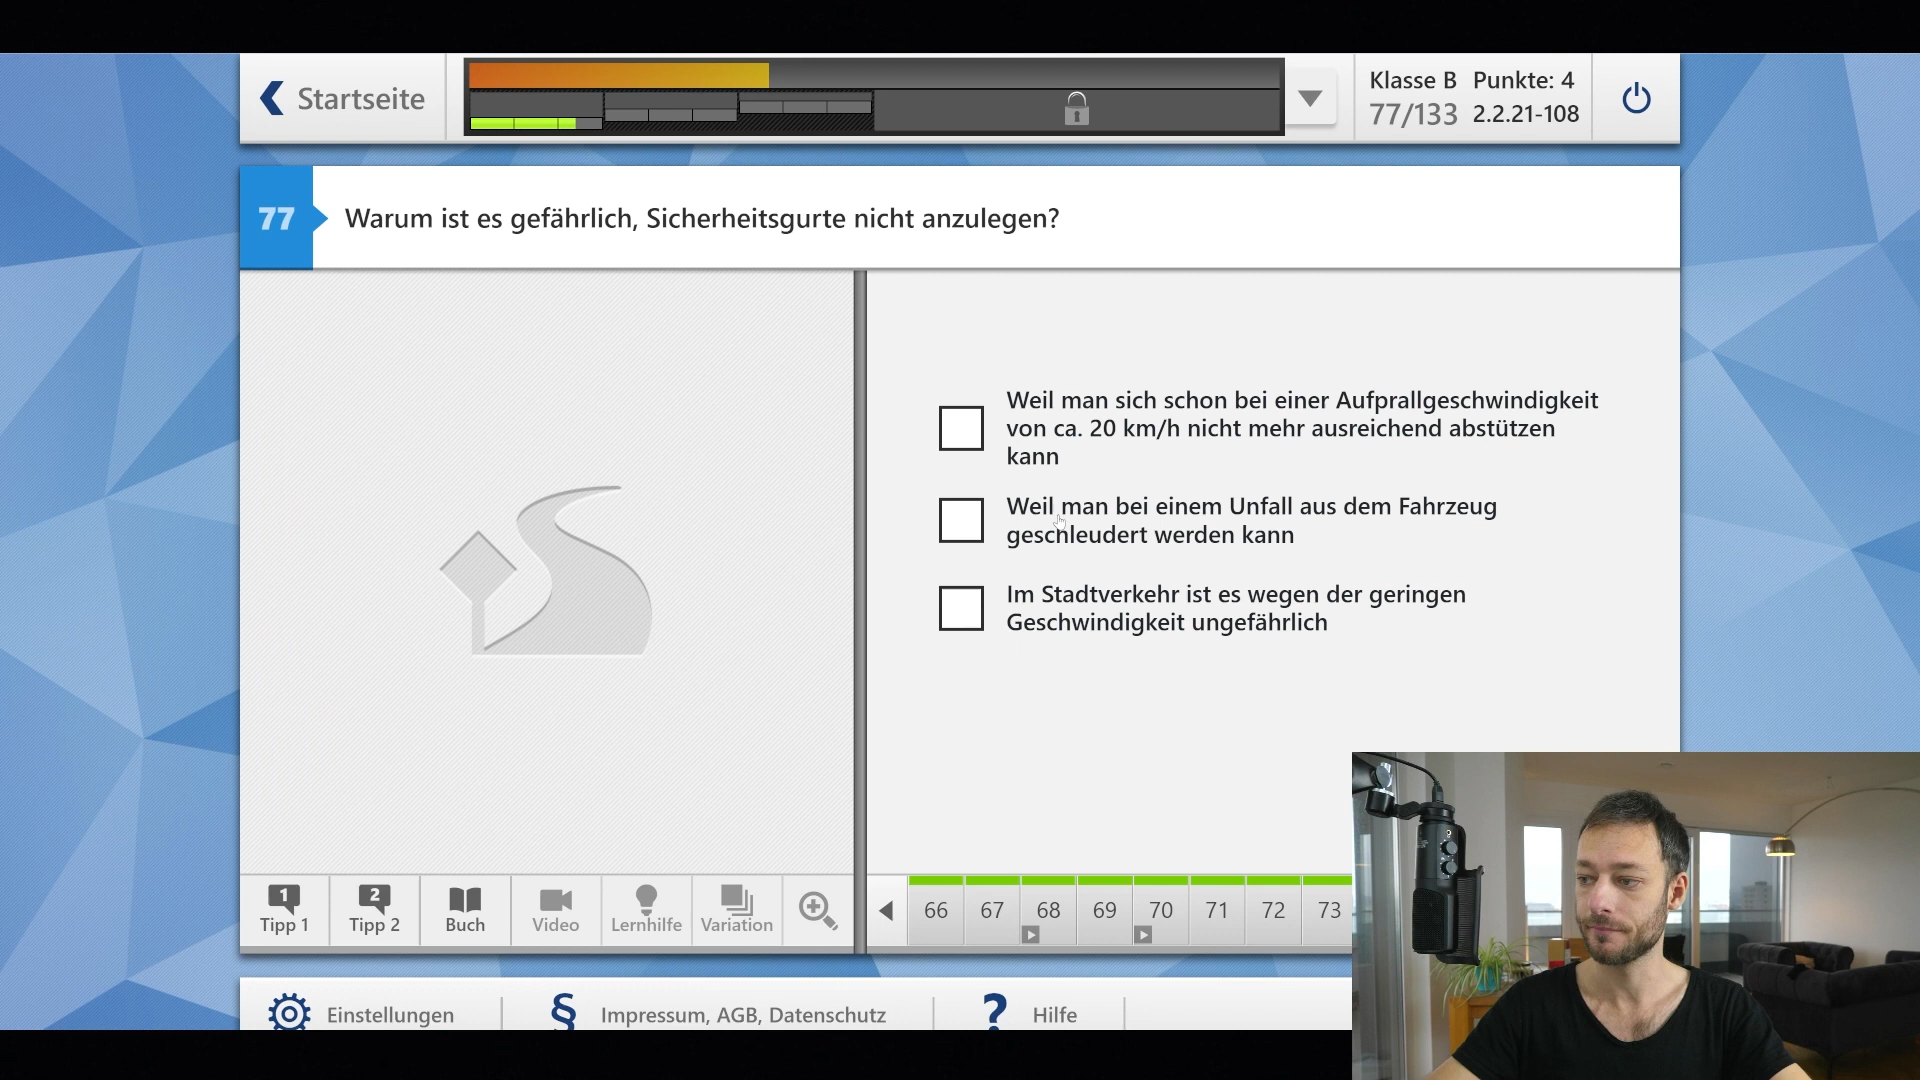 Startseite
Klasse B Punkte: 4
77/133 2.2.21-108
77
Warum ist es gefährlich, Sicherheitsgurte nicht anzulegen?
Weil man sich schon bei einer Aufprallgeschwindigkeit
von ca. 20 km/h nicht mehr ausreichend abstützen
kann
Weil man bei einem Unfall aus dem Fahrzeug
geschleudert werden kann
Im Stadtverkehr ist es wegen der geringen
Geschwindigkeit ungefährlich
1 2
Tipp 1 Tipp 2 Buch Video Lernhilfe Variation
66 67 68 69 70 71 72 73
Einstellungen § Impressum, AGB, Datenschutz ? Hilfe